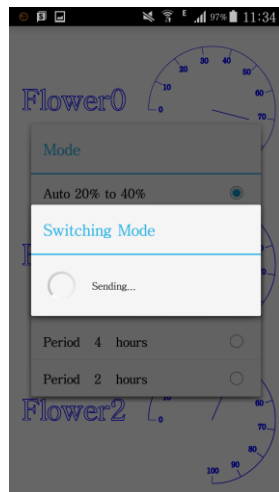 E 97% 11:34
30 40
20 50
10 60
Flower0 0 70
Mode
Auto 20% to 40%
Switching Mode
Sending...
Period 4 hours
Period 2 hours
60
Flower2 0 70
80
100 90